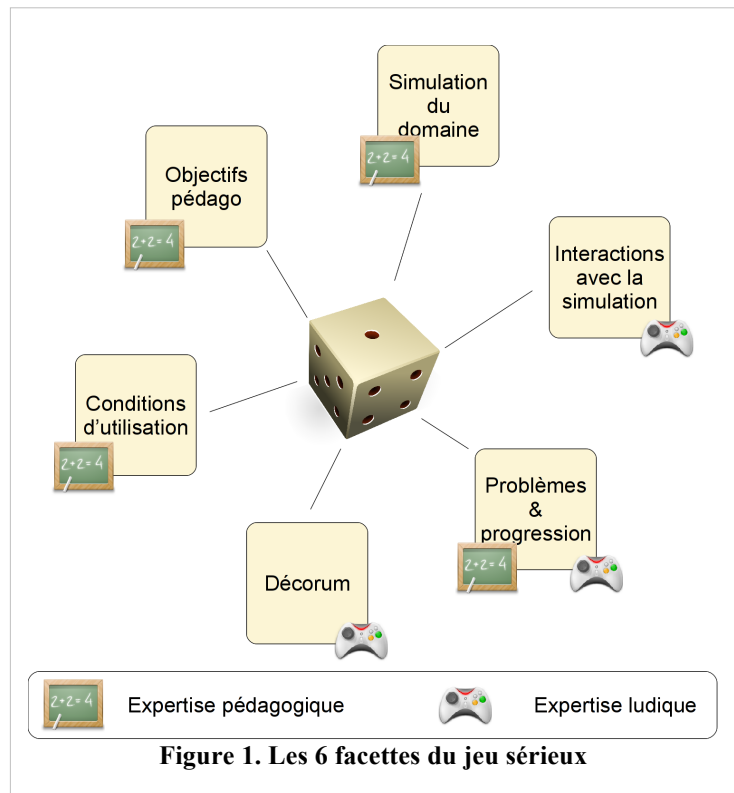 Simulation
du
domaine
2+2=4
Objectifs
pédago
2+2=4
Interactions
avec la
simulation
Conditions
d'utilisation
2+2=4
Problèmes
&
progression
2+2=4
Décorum
2+2=4
Expertise pédagogique
Expertise ludique
Figure 1. Les 6 facettes du jeu sérieux